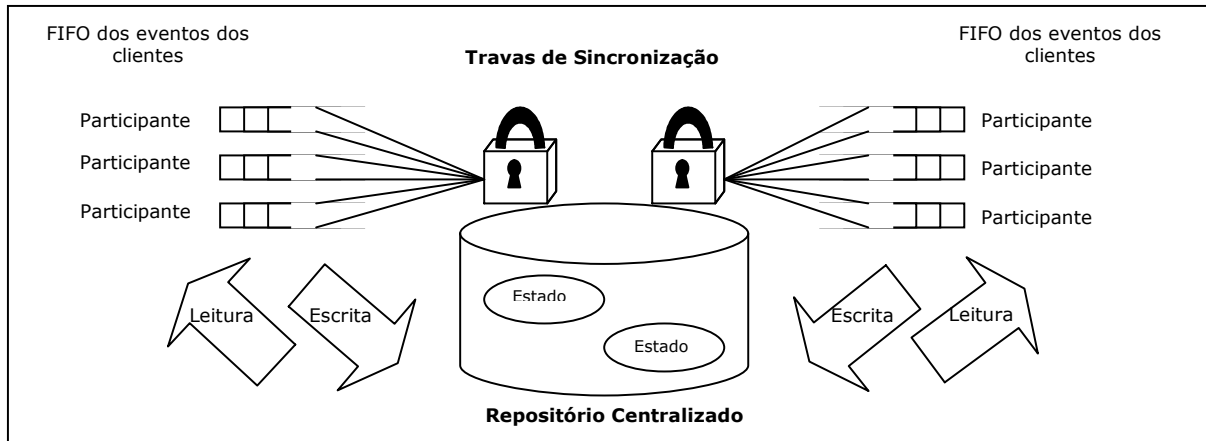 FIFO dos eventos dos
clientes
Travas de Sincronização
FIFO dos eventos dos
clientes
Participante
Participante
Participante
Participante
Participante
Participante
Leitura
Escrita
Estado
Estado
Escrita
Leitura
Repositório Centralizado